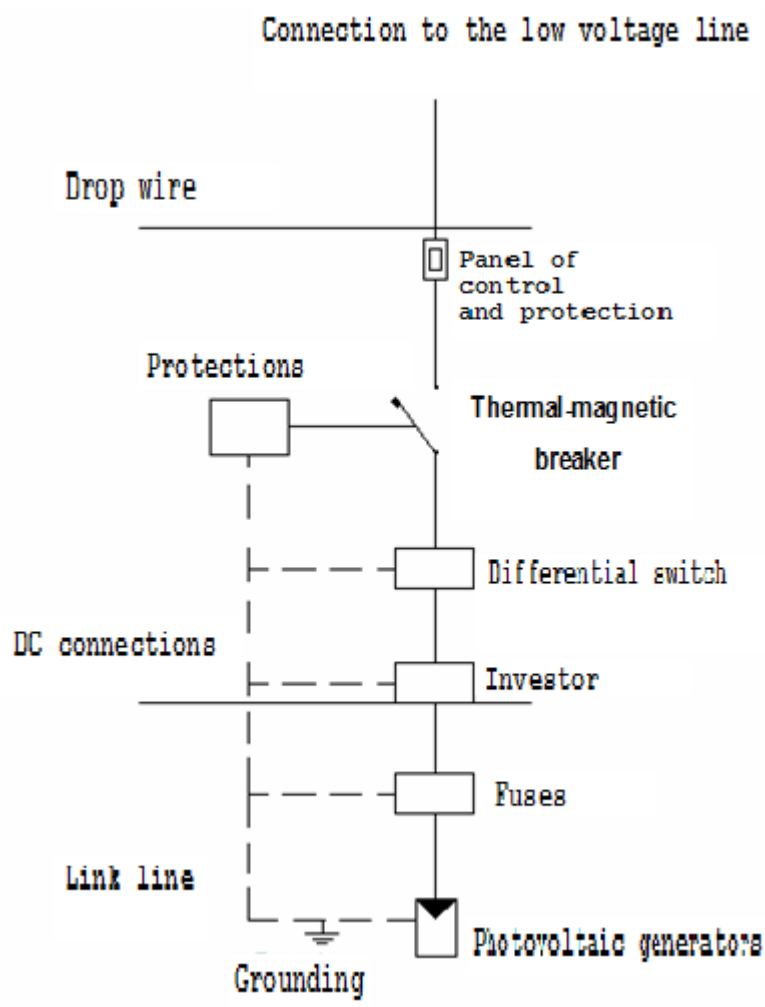 Connection to the low voltage line
Drop wire
Panel of
control
and protection
Protections
Thermal-magnetic
breaker
Differential switch
DC connections
Investor
Fuses
Link line
Photovoltaic generators
Grounding